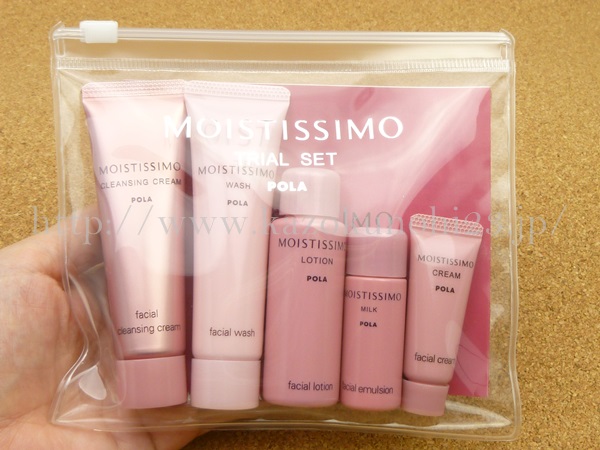 MOISTISSIMO
TRIAL SET
POLA
MOISTISSIMO
CLEANSING CREAM
POLA
facial
cleansing cream
MOISTISSIMO
WASH
POLA
facial wash
MOISTISSIMO
LOTION
POLA
facial lotion
MOISTISSIMO
MILK
POLA
facial emulsion
MOISTISSIMO
CREAM
POLA
facial cream